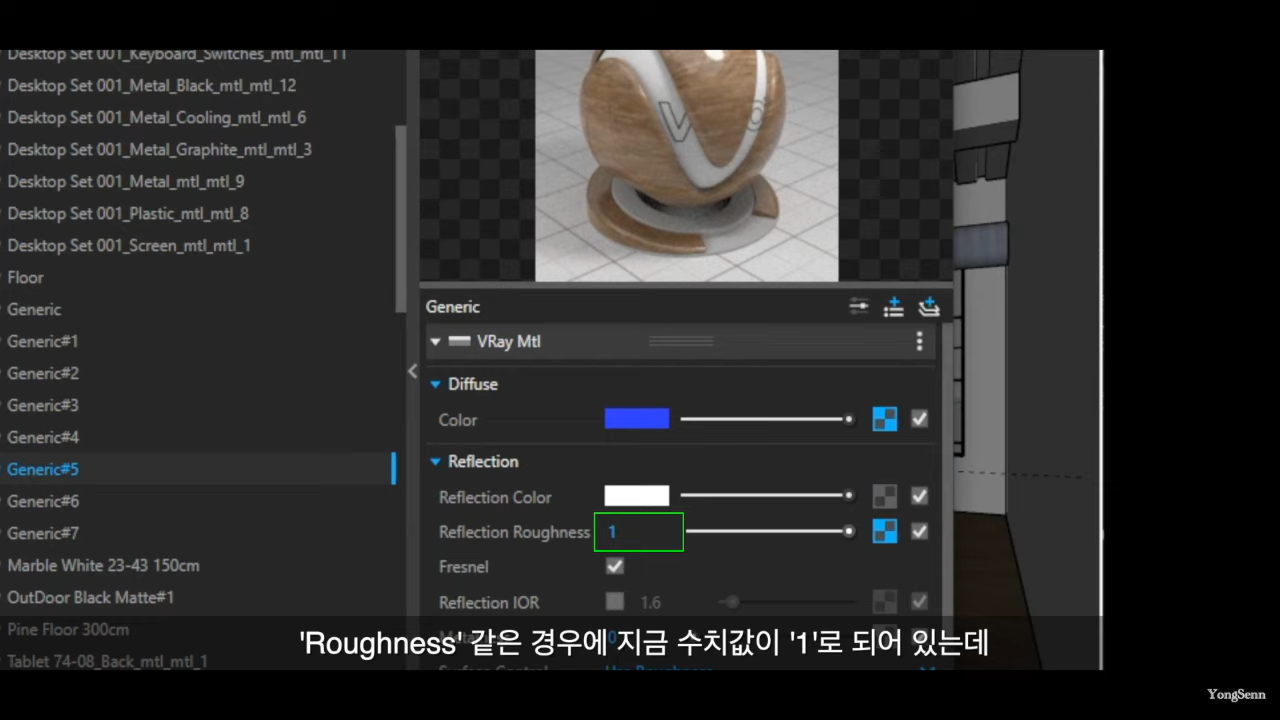 Desktop Set 001_Keyboard_Switches_mtl_mtl_11
Desktop Set 001_Metal_Black_mtl_mtl_12
Desktop Set 001_Metal_Cooling_mtl_mtl_6
Desktop Set 001_Metal_Graphite_mtl_mtl_3
Desktop Set 001_Metal_mtl_mtl_9
Desktop Set 001_Plastic_mtl_mtl_8
Desktop Set 001_Screen_mtl_mtl_1
Floor
Generic
Generic#1
Generic#2
Generic#3
Generic#4
Generic#5
Generic#6
Generic#7
Marble White 23-43 150cm
OutDoor Black Matte#1
Pine Floor 300cm
Tablet 74-08_Back_mtl_mtl_1
Generic
VRay Mtl
Diffuse
Color
Reflection
Reflection Color
Reflection Roughness 1
Fresnel
Reflection IOR 1.6
'Roughness' 같은 경우에 지금 수치값이 '1'로 되어 있는데
YongSenn